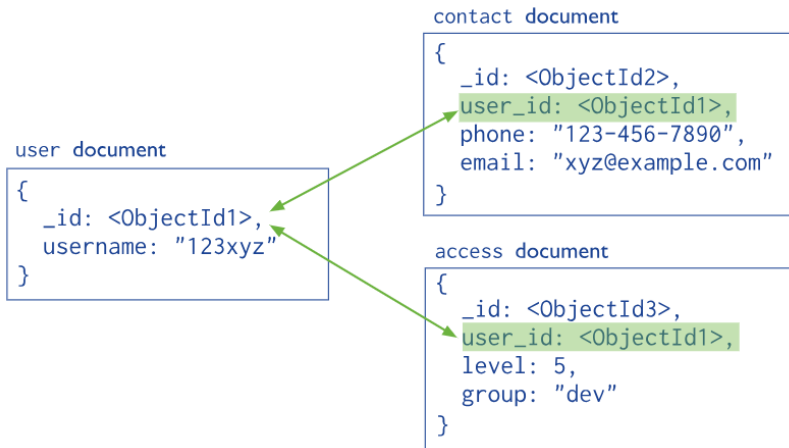 contact document
{
_id: <ObjectId2>,
user_id: <ObjectId1>,
phone: "123-456-7890",
email: "xyz@example.com"
}
user document
{
_id: <ObjectId1>,
username: "123xyz"
}
access document
{
_id: <ObjectId3>,
user_id: <ObjectId1>,
level: 5,
group: "dev"
}